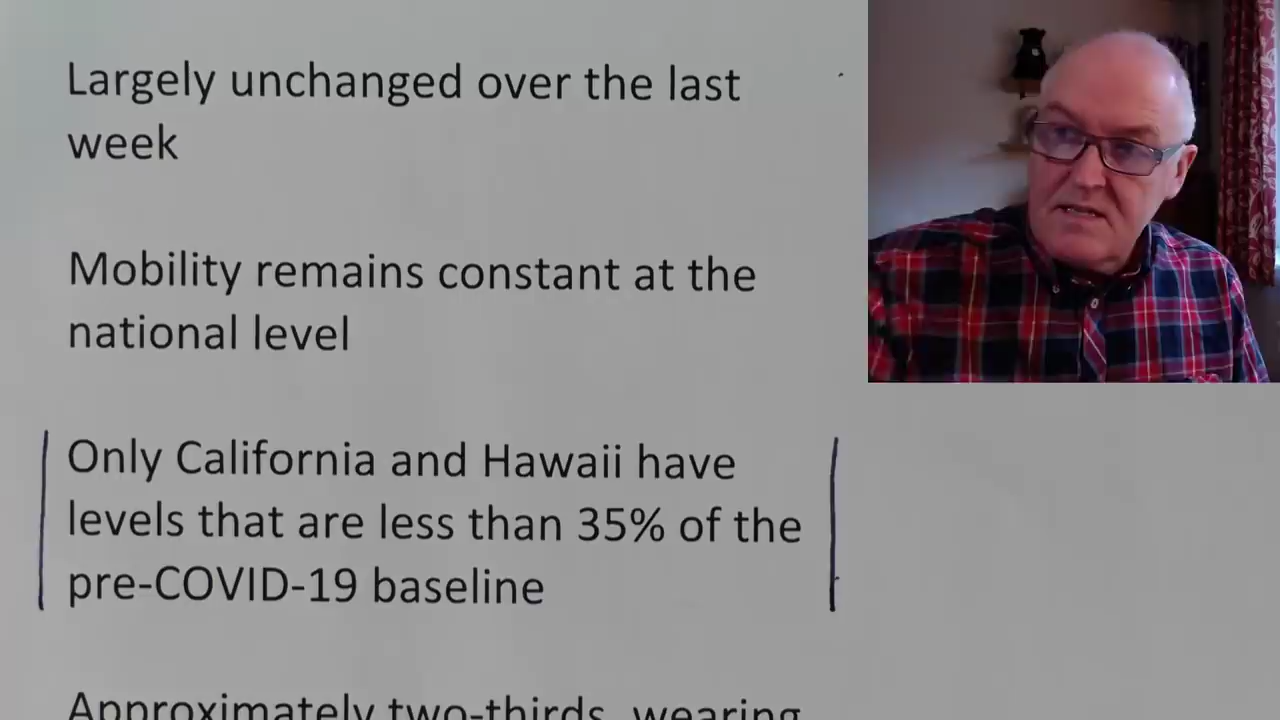 Largely unchanged over the last
week
Mobility remains constant at the
national level
Only California and Hawaii have
levels that are less than 35% of the
pre-COVID-19 baseline
Approximately two-thirds, wearing